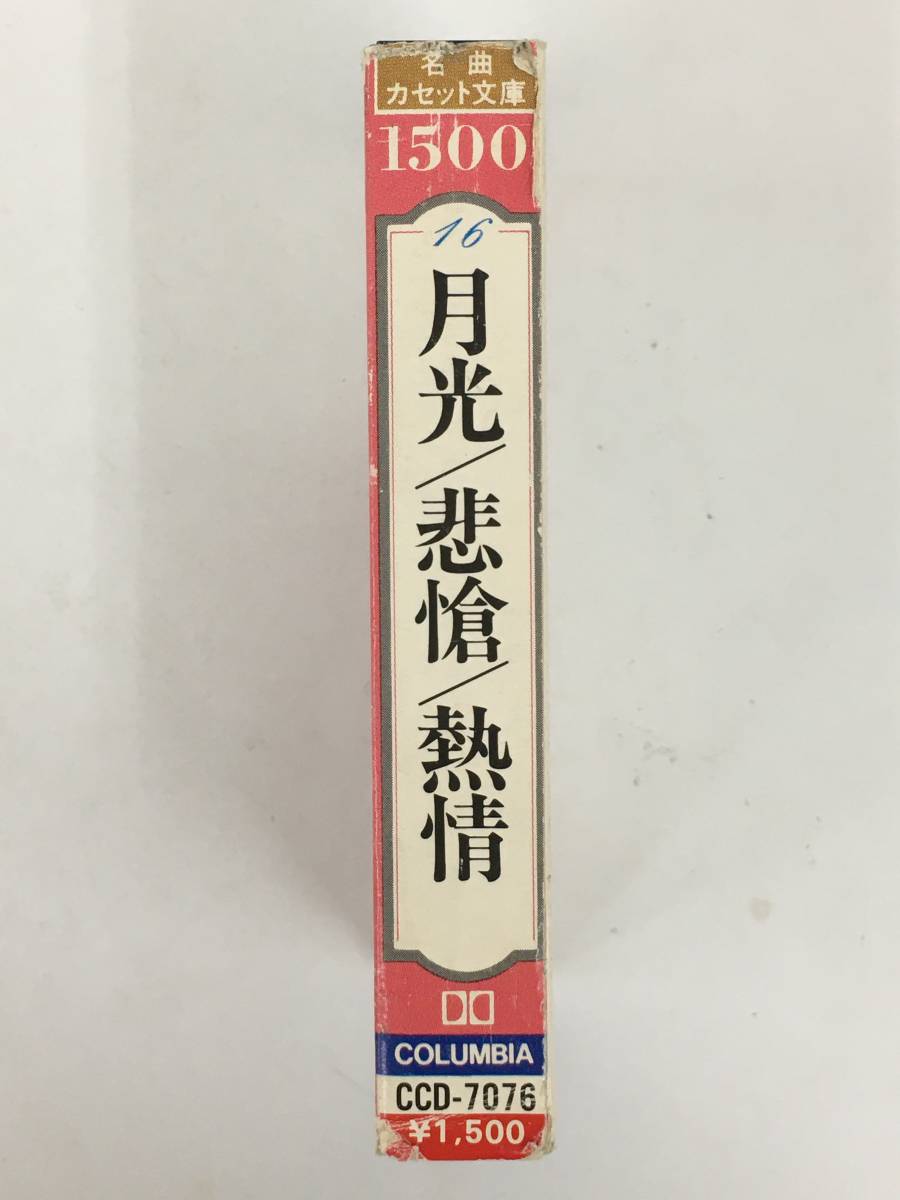 名曲
カセット文庫
1500
16
月光/悲愴/熱情
COLUMBIA
CCD-7076
¥1,500